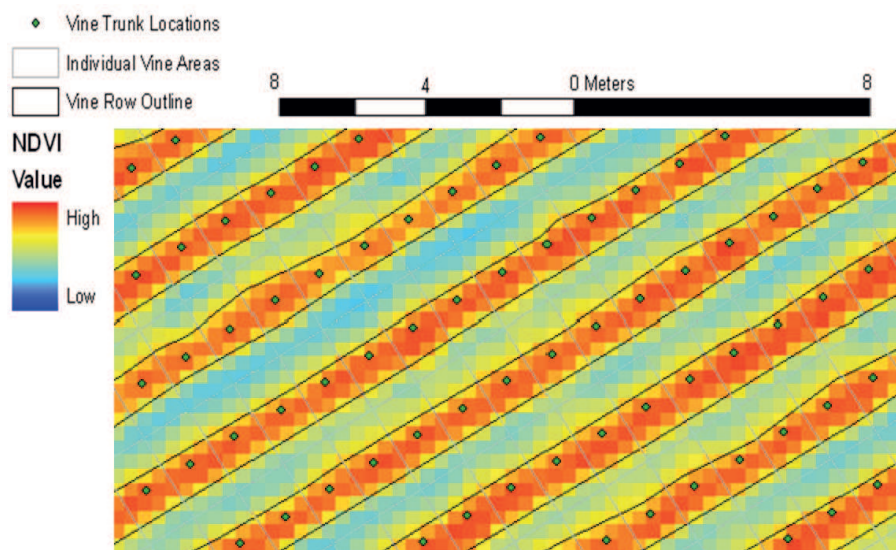 Vine Trunk Locations
Individual Vine Areas
Vine Row Outline
8 4 0 Meters 8
NDVI
Value
High
Low